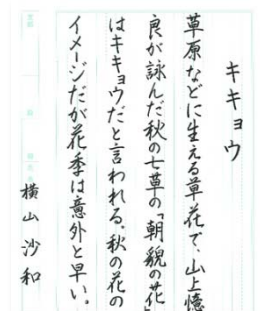 キキョウ
草原などに生える草花で、山上憶
良が詠んだ秋の七草の「朝貌の花」
はキキョウだと言われる。秋の花の
イメージだが花季は意外と早い。
横山沙和